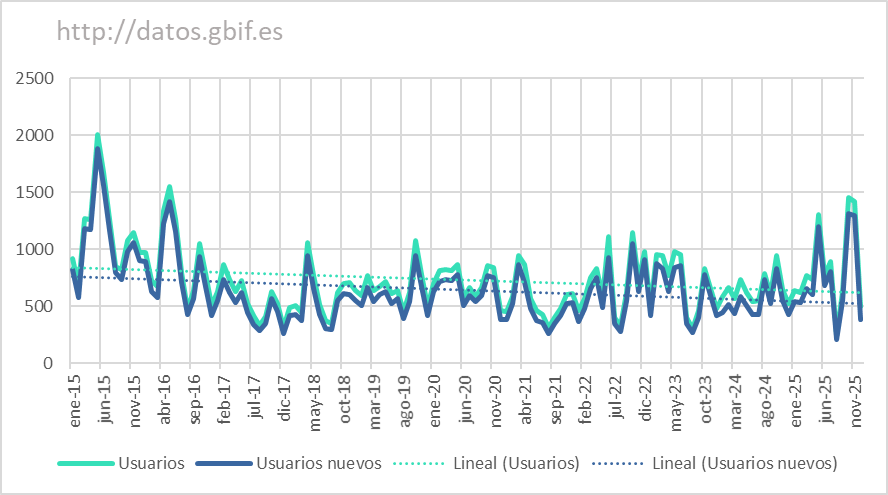 http://datos.gbif.es
2500
2000
1500
1000
500
0
ene-15 jun-15 nov-15 abr-16 sep-16 feb-17 jul-17 dic-17 may-18 oct-18 mar-19 ago-19 ene-20 jun-20 nov-20 abr-21 sep-21 feb-22 jul-22 dic-22 may-23 oct-23 mar-24 ago-24 ene-25 jun-25 nov-25
Usuarios Usuarios nuevos Lineal (Usuarios) Lineal (Usuarios nuevos)